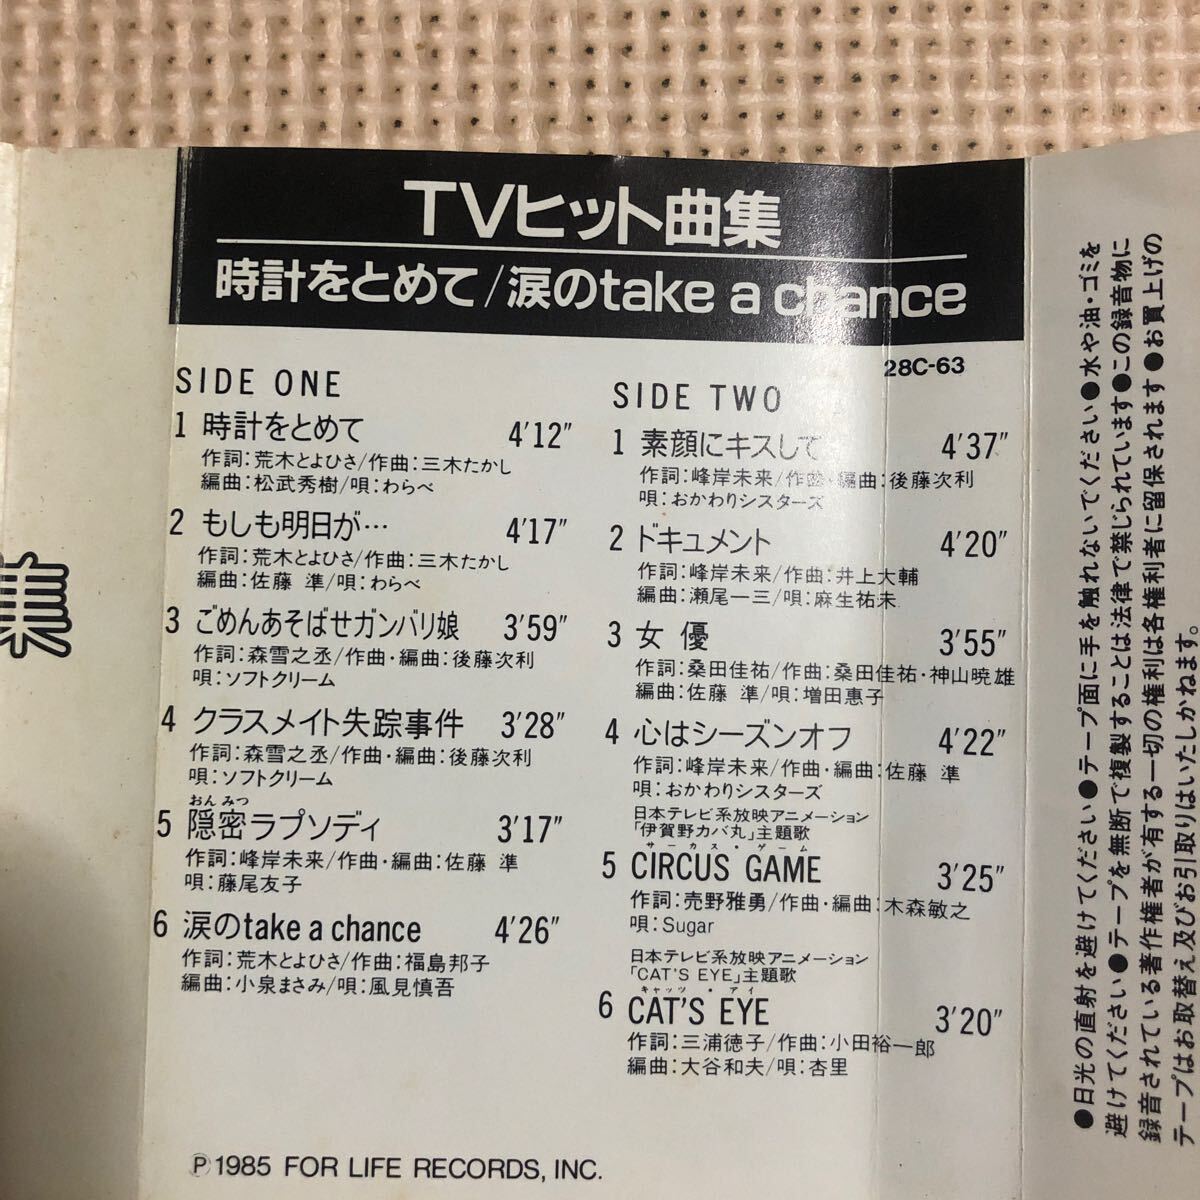 TVヒット曲集
時計をとめて/涙のtake a chance
28C-63
SIDE ONE
1 時計をとめて 4'12"
作詞:荒木とよひさ/作曲:三木たかし
編曲:松武秀樹/唄:わらべ
2 もしも明日が… 4'17"
作詞:荒木とよひさ/作曲:三木たかし
編曲:佐藤 準/唄:わらべ
3 ごめんあそばせガンバリ娘 3'59"
作詞:森雪之丞/作曲・編曲:後藤次利
唄:ソフトクリーム
4 クラスメイト失踪事件 3'28"
作詞:森雪之丞/作曲・編曲:後藤次利
唄:ソフトクリーム
おんみつ
5 隠密ラプソディ 3'17"
作詞:峰岸未来/作曲・編曲:佐藤 準
唄:藤尾友子
6 涙のtake a chance 4'26"
作詞:荒木とよひさ/作曲:福島邦子
編曲:小泉まさみ/唄:風見慎吾
SIDE TWO
1 素顔にキスして 4'37"
作詞:峰岸未来/作曲・編曲:後藤次利
唄:おかわりシスターズ
2 ドキュメント 4'20"
作詞:峰岸未来/作曲:井上大輔
編曲:瀬尾一三/唄:麻生祐未
3 女 優 3'55"
作詞:桑田佳祐/作曲:桑田佳祐・神山暁雄
編曲:佐藤 準/唄:増田惠子
4 心はシーズンオフ 4'22"
作詞:峰岸未来/作曲・編曲:佐藤 準
唄:おかわりシスターズ
日本テレビ系放映アニメーション
「伊賀野カバ丸」主題歌
サーカス・ゲーム
5 CIRCUS GAME 3'25"
作詞:売野雅勇/作曲・編曲:木森敏之
唄:Sugar
日本テレビ系放映アニメーション
「CAT'S EYE」主題歌
キャッツ・アイ
6 CAT'S EYE 3'20"
作詞:三浦徳子/作曲:小田裕一郎
編曲:大谷和夫/唄:杏里
Ⓟ1985 FOR LIFE RECORDS, INC.
●日光の直射を避けてください●テープ面に手を触れないでください●水や油・ゴミを
避けてください●テープを無断で複製することは法律で禁じられています●この録音物に
録音されている著作権者が有する一切の権利は各権利者に留保されます●お買上げの
テープはお取替え及びお引取りはいたしかねます。
集